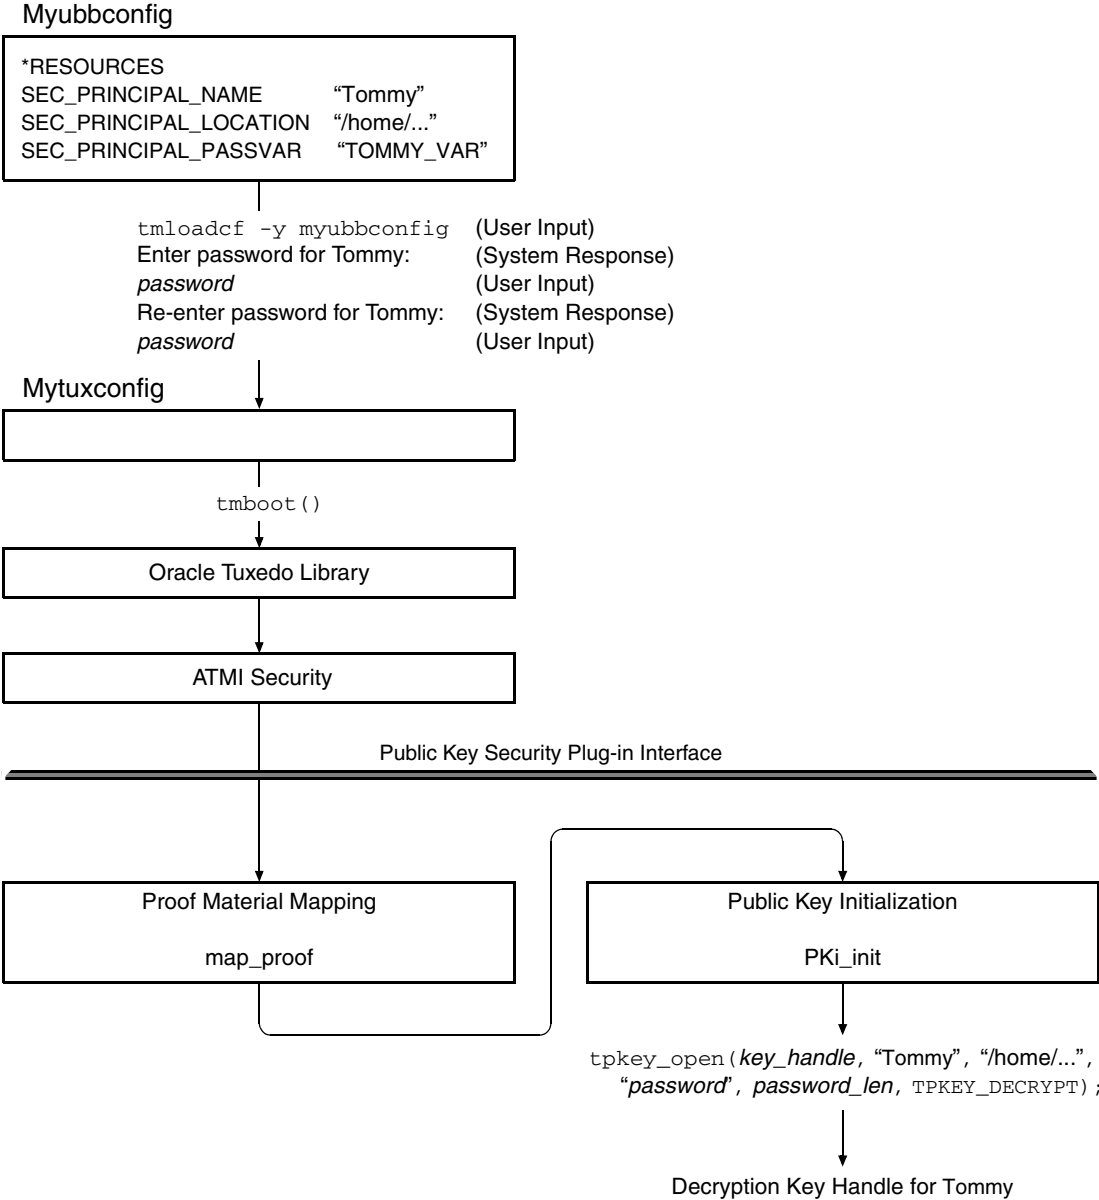 Myubbconfig
*RESOURCES
SEC_PRINCIPAL_NAME “Tommy”
SEC_PRINCIPAL_LOCATION “/home/...”
SEC_PRINCIPAL_PASSVAR “TOMMY_VAR”
tmloadcf -y myubbconfig (User Input)
Enter password for Tommy: (System Response)
password (User Input)
Re-enter password for Tommy: (System Response)
password (User Input)
Mytuxconfig
tmboot()
Oracle Tuxedo Library
ATMI Security
Public Key Security Plug-in Interface
Proof Material Mapping
map_proof
Public Key Initialization
PKi_init
tpkey_open(key_handle, “Tommy”, “/home/...”,
“password”, password_len, TPKEY_DECRYPT);
Decryption Key Handle for Tommy